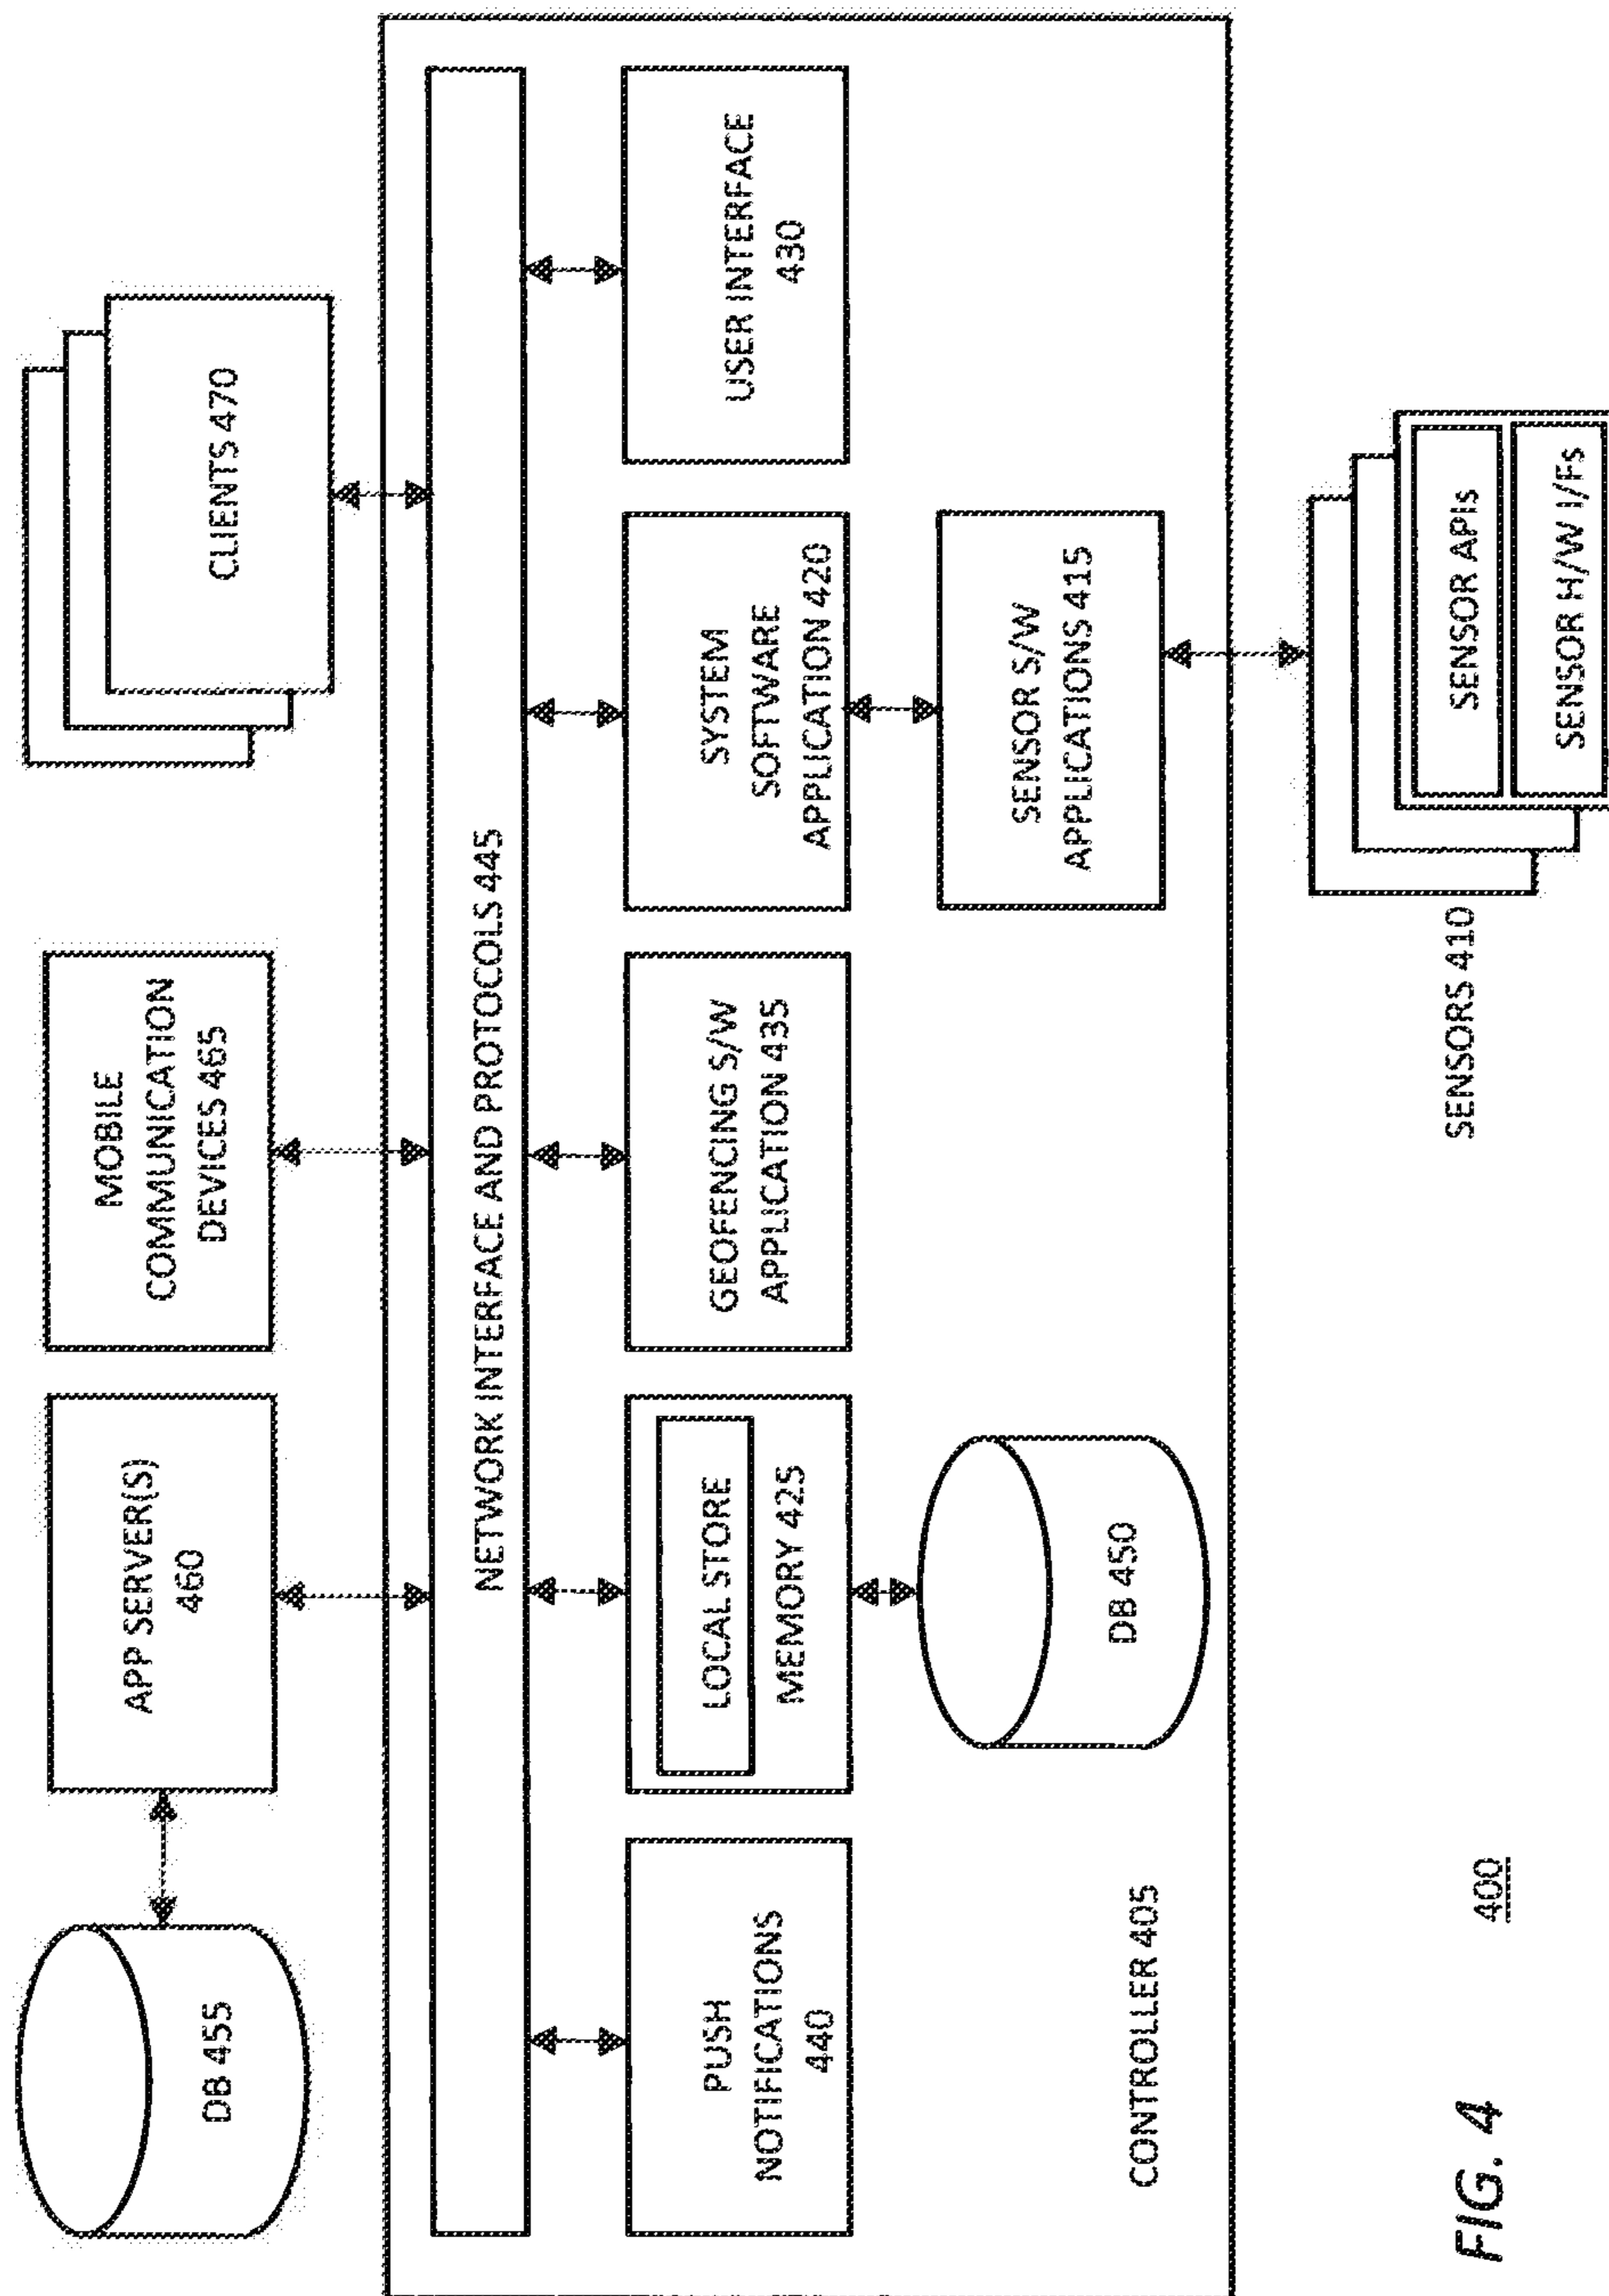 DB 455
APP SERVER(S)
460
MOBILE
COMMUNICATION
DEVICES 465
CLIENTS 470
NETWORK INTERFACE AND PROTOCOLS 445
PUSH
NOTIFICATIONS
440
LOCAL STORE
MEMORY 425
GEOFENCING S/W
APPLICATION 435
SYSTEM
SOFTWARE
APPLICATION 420
USER INTERFACE
430
DB 450
SENSOR S/W
APPLICATIONS 415
CONTROLLER 405
SENSORS 410
SENSOR APIs
SENSOR H/W I/Fs
FIG. 4
400